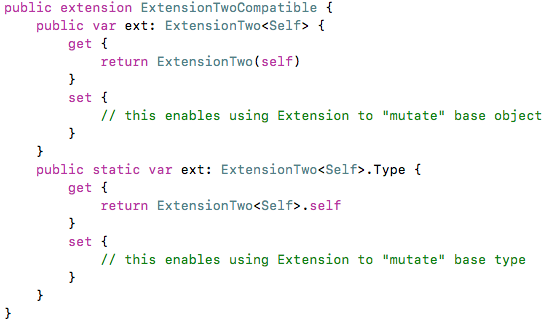 public extension ExtensionTwoCompatible {
    public var ext: ExtensionTwo<Self> {
        get {
            return ExtensionTwo(self)
        }
        set {
            // this enables using Extension to "mutate" base object
        }
    }
    public static var ext: ExtensionTwo<Self>.Type {
        get {
            return ExtensionTwo<Self>.self
        }
        set {
            // this enables using Extension to "mutate" base type
        }
    }
}